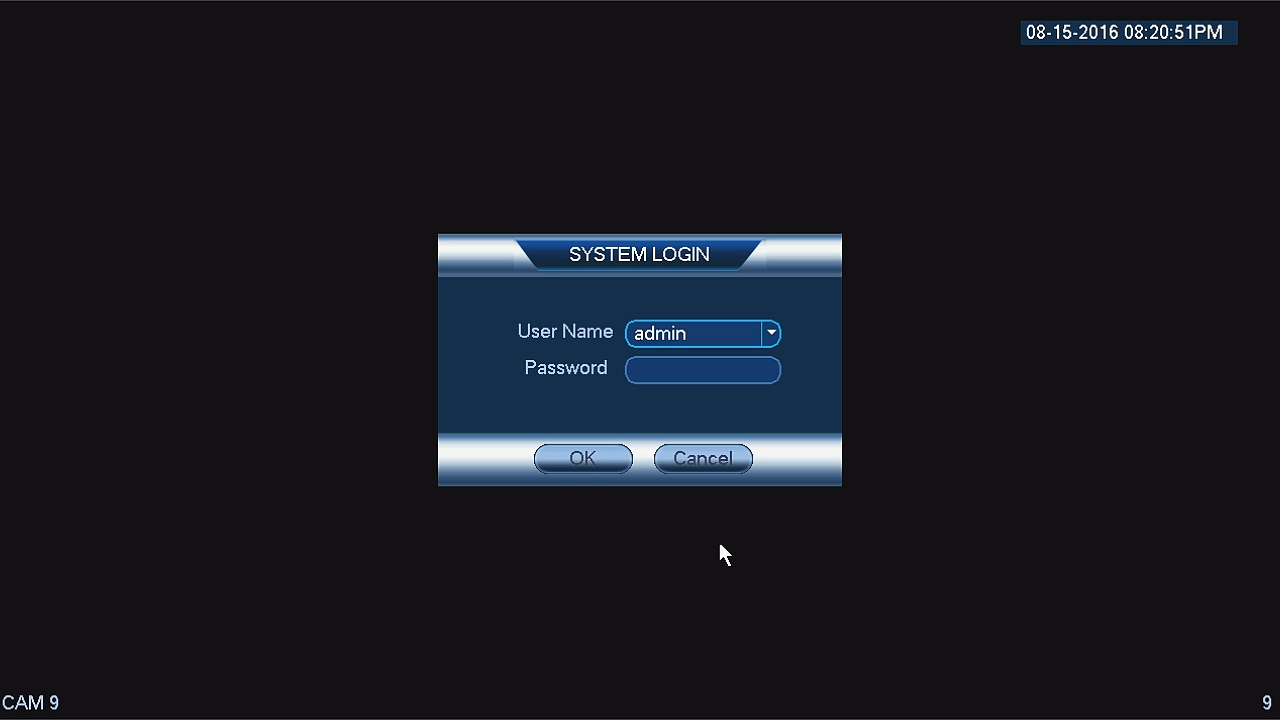 08-15-2016 08:20:51PM
SYSTEM LOGIN
User Name admin
Password
OK Cancel
CAM 9 9